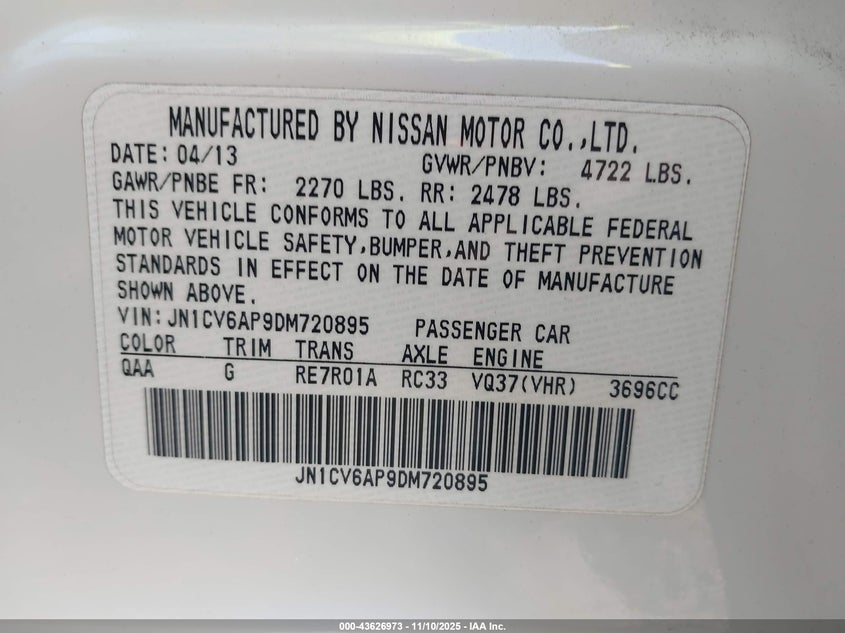 MANUFACTURED BY NISSAN MOTOR CO.,LTD.
DATE: 04/13 GVWR/PNBV: 4722 LBS.
GAWR/PNBE FR: 2270 LBS. RR: 2478 LBS.
THIS VEHICLE CONFORMS TO ALL APPLICABLE FEDERAL
MOTOR VEHICLE SAFETY,BUMPER,AND THEFT PREVENTION
STANDARDS IN EFFECT ON THE DATE OF MANUFACTURE
SHOWN ABOVE.
VIN:JN1CV6AP9DM720895 PASSENGER CAR
COLOR TRIM TRANS AXLE ENGINE
QAA G RE7R01A RC33 VQ37(VHR) 3696CC
JN1CV6AP9DM720895
000-43626973 — 11/10/2025 — IAA Inc.